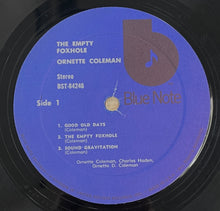 THE EMPTY
FOXHOLE
ORNETTE COLEMAN
Stereo
BST-84246
Side 1
Blue Note
1. GOOD OLD DAYS
(Coleman)
2. THE EMPTY FOXHOLE
(Coleman)
3. SOUND GRAVITATION
(Coleman)
Ornette Coleman, Charles Haden,
Ornette D. Coleman